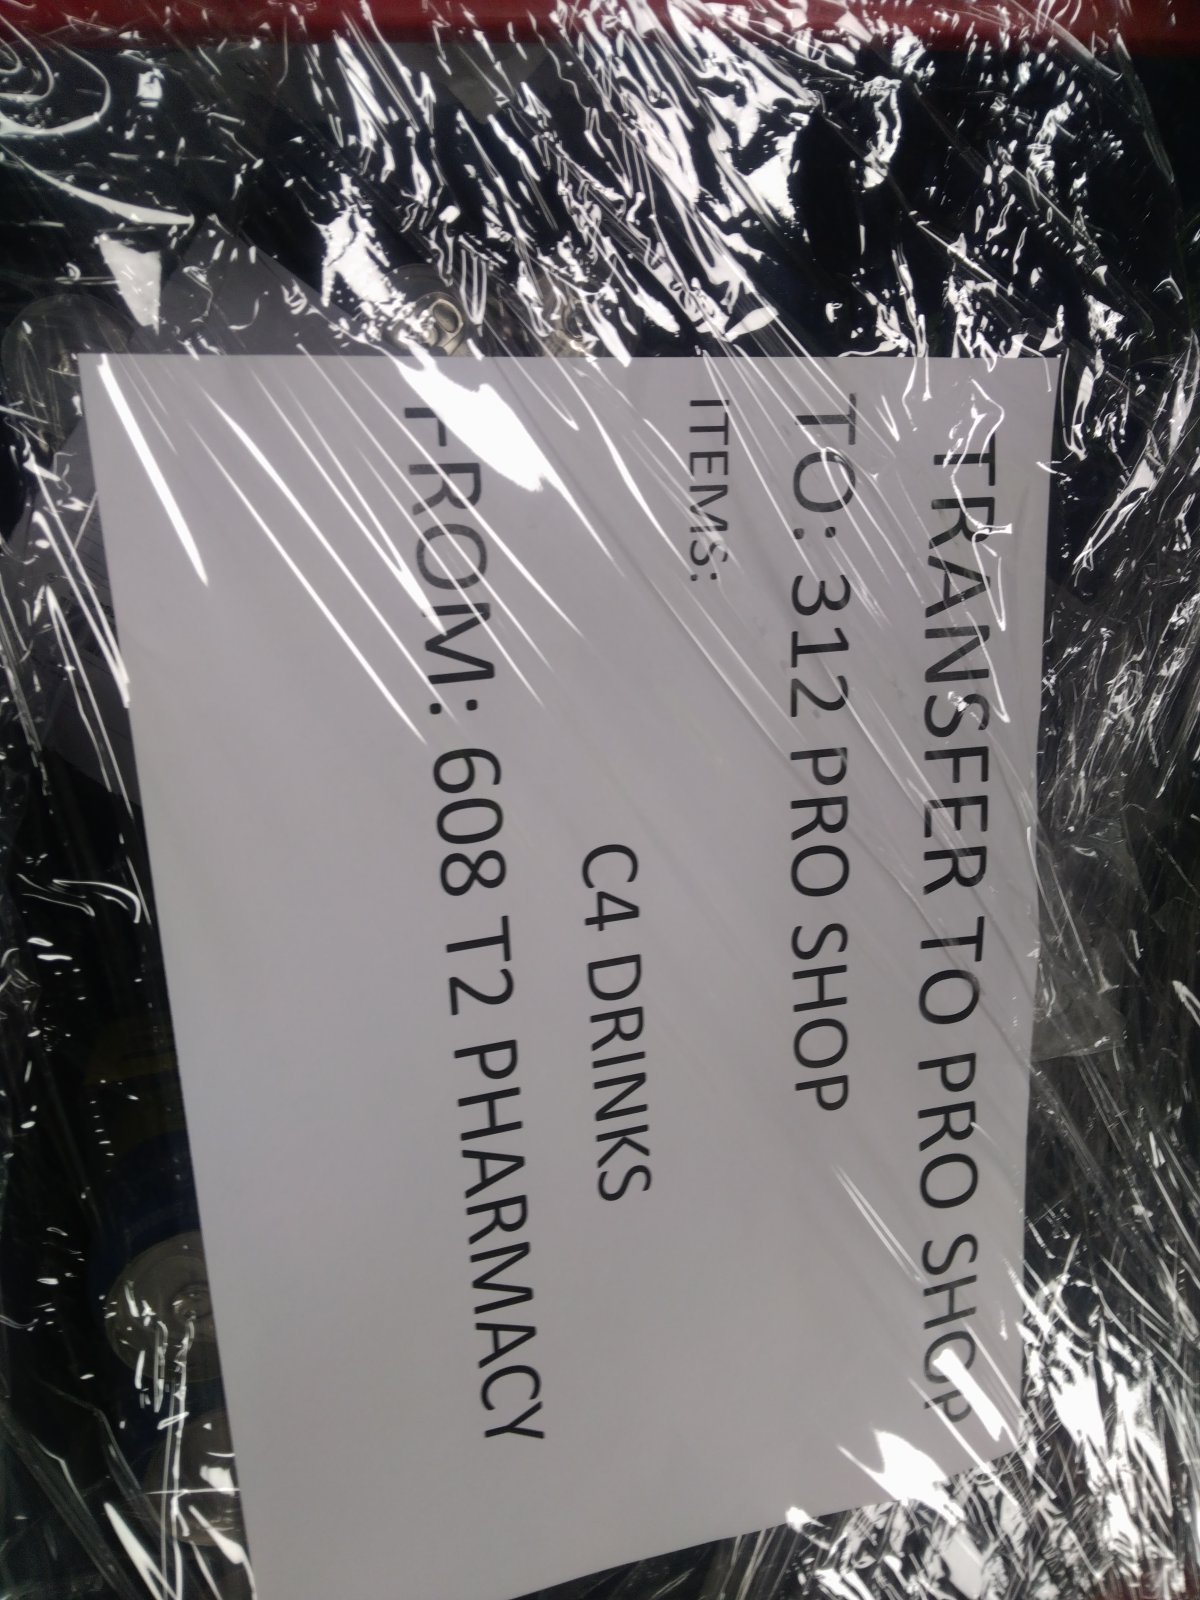 TRANSFER TO PRO SHOP
TO: 312 PRO SHOP
ITEMS:
C4 DRINKS
FROM: 608 T2 PHARMACY